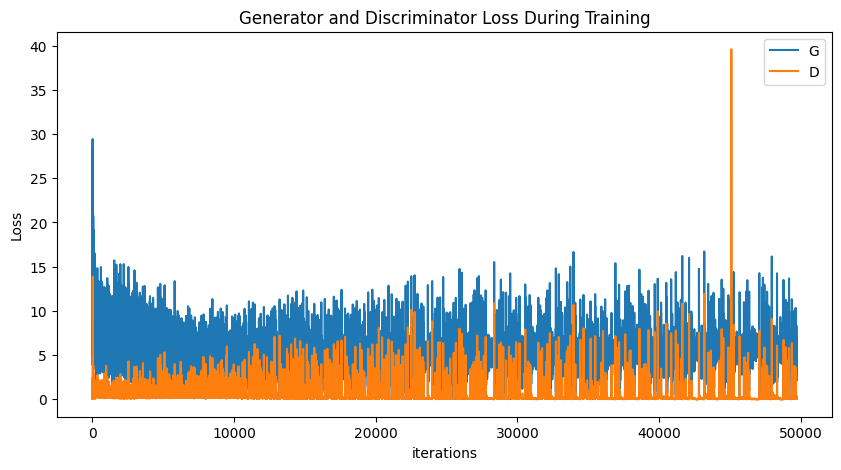 Generator and Discriminator Loss During Training
G
D
40
35
30
25
20
15
10
5
0
Loss
0 10000 20000 30000 40000 50000
iterations